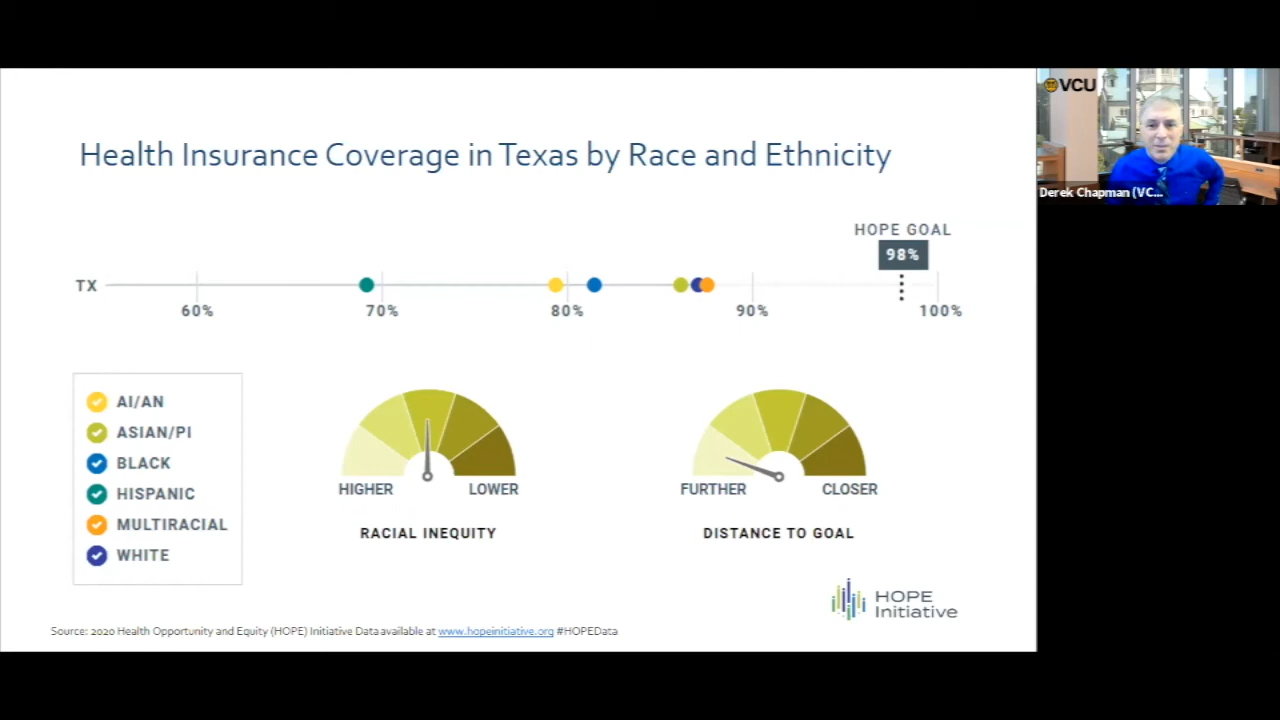 VCU
Derek Chapman (VC...
Health Insurance Coverage in Texas by Race and Ethnicity
HOPE GOAL
98%
TX
60%
70%
80%
90%
100%
AI/AN
ASIAN/PI
BLACK
HISPANIC
MULTIRACIAL
WHITE
HIGHER
LOWER
RACIAL INEQUITY
FURTHER
CLOSER
DISTANCE TO GOAL
HOPE
Initiative
Source: 2020 Health Opportunity and Equity (HOPE) Initiative Data available at www.hopeinitiative.org #HOPEData